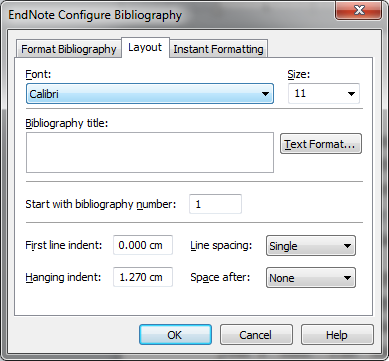 EndNote Configure Bibliography
Format Bibliography Layout Instant Formatting
Font: Size:
Calibri 11
Bibliography title:
Text Format...
Start with bibliography number: 1
First line indent: 0.000 cm Line spacing: Single
Hanging indent: 1.270 cm Space after: None
OK Cancel Help